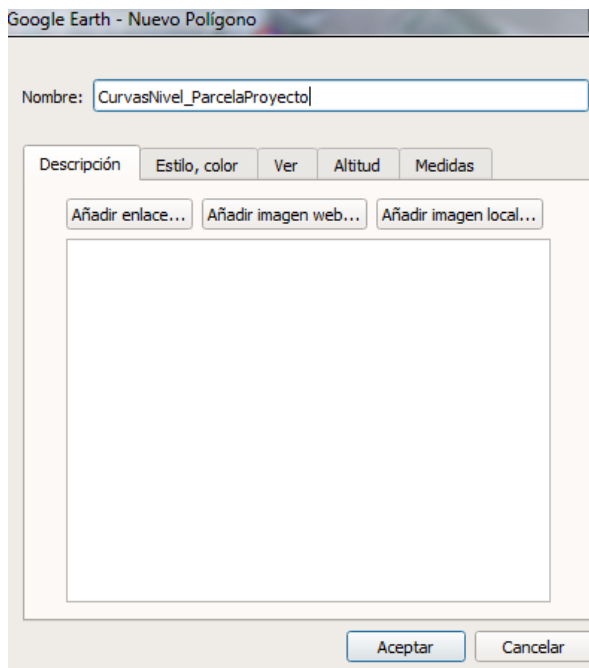 Google Earth - Nuevo Polígono
Nombre: CurvasNivel_ParcelaProyecto
Descripción Estilo, color Ver Altitud Medidas
Añadir enlace... Añadir imagen web... Añadir imagen local...
Aceptar Cancelar